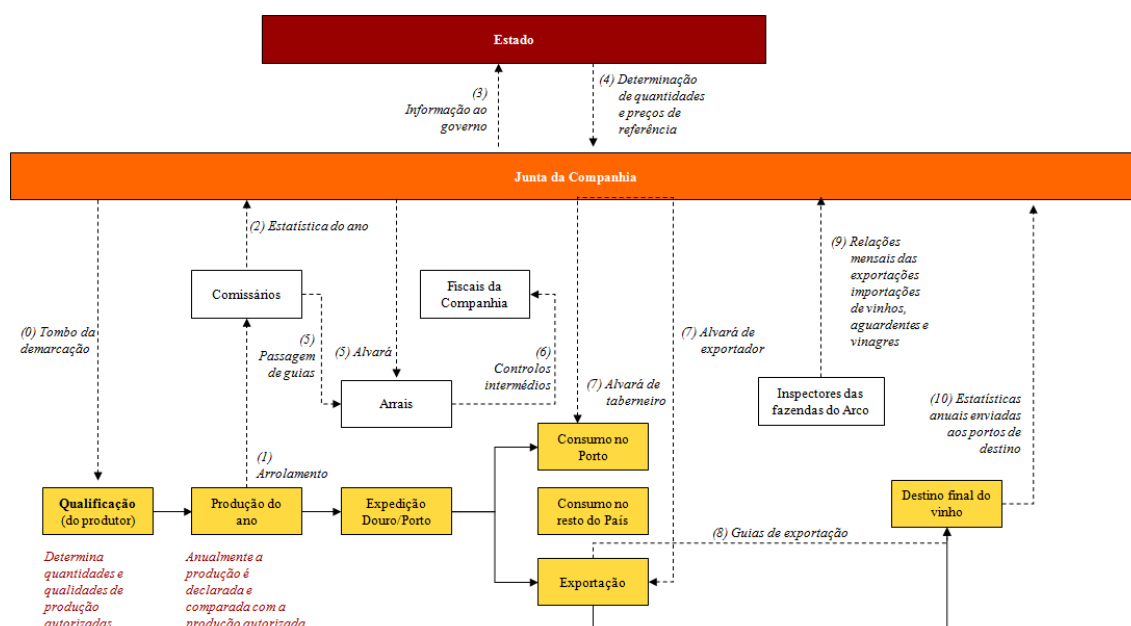 Estado
(3)
Informação ao
governo
(4) Determinação
de quantidades
e preços de
referência
Junta da Companhia
(2) Estatística do ano
(9) Relações
mensais das
exportações
importações
de vinhos,
aguardentes e
vinagres
Comissários
Fiscais da
Companhia
(0) Tombo da
demarcação
(5)
Passagem
de guias
(5) Alvará
(6)
Controlos
intermédios
(7) Alvará de
exportador
(7) Alvará de
taberneiro
Arrais
Inspectores das
fazendas do Arco
(10) Estatísticas
anuais enviadas
aos portos de
destino
(1)
Arrolamento
Consumo no
Porto
Qualificação
(do produtor)
Produção do
ano
Expedição
Douro/Porto
Consumo no
resto do País
Destino final do
vinho
(8) Guias de exportação
Exportação
Determina
quantidades e
qualidades de
produção
autorizadas
Anualmente a
produção é
declarada e
comparada com a
produção autorizada